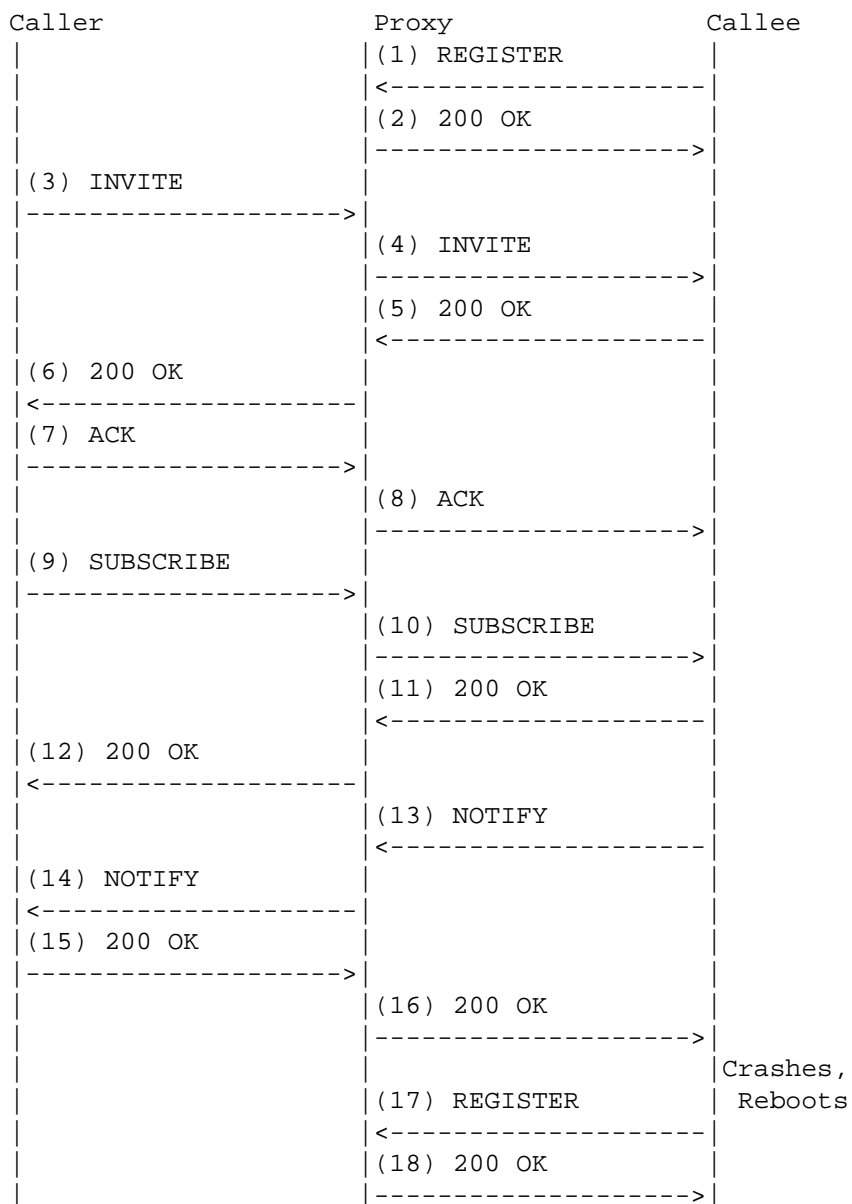 Caller Proxy Callee
(1) REGISTER
(2) 200 OK
(3) INVITE
(4) INVITE
(5) 200 OK
(6) 200 OK
(7) ACK
(8) ACK
(9) SUBSCRIBE
(10) SUBSCRIBE
(11) 200 OK
(12) 200 OK
(13) NOTIFY
(14) NOTIFY
(15) 200 OK
(16) 200 OK
Crashes,
(17) REGISTER Reboots
(18) 200 OK